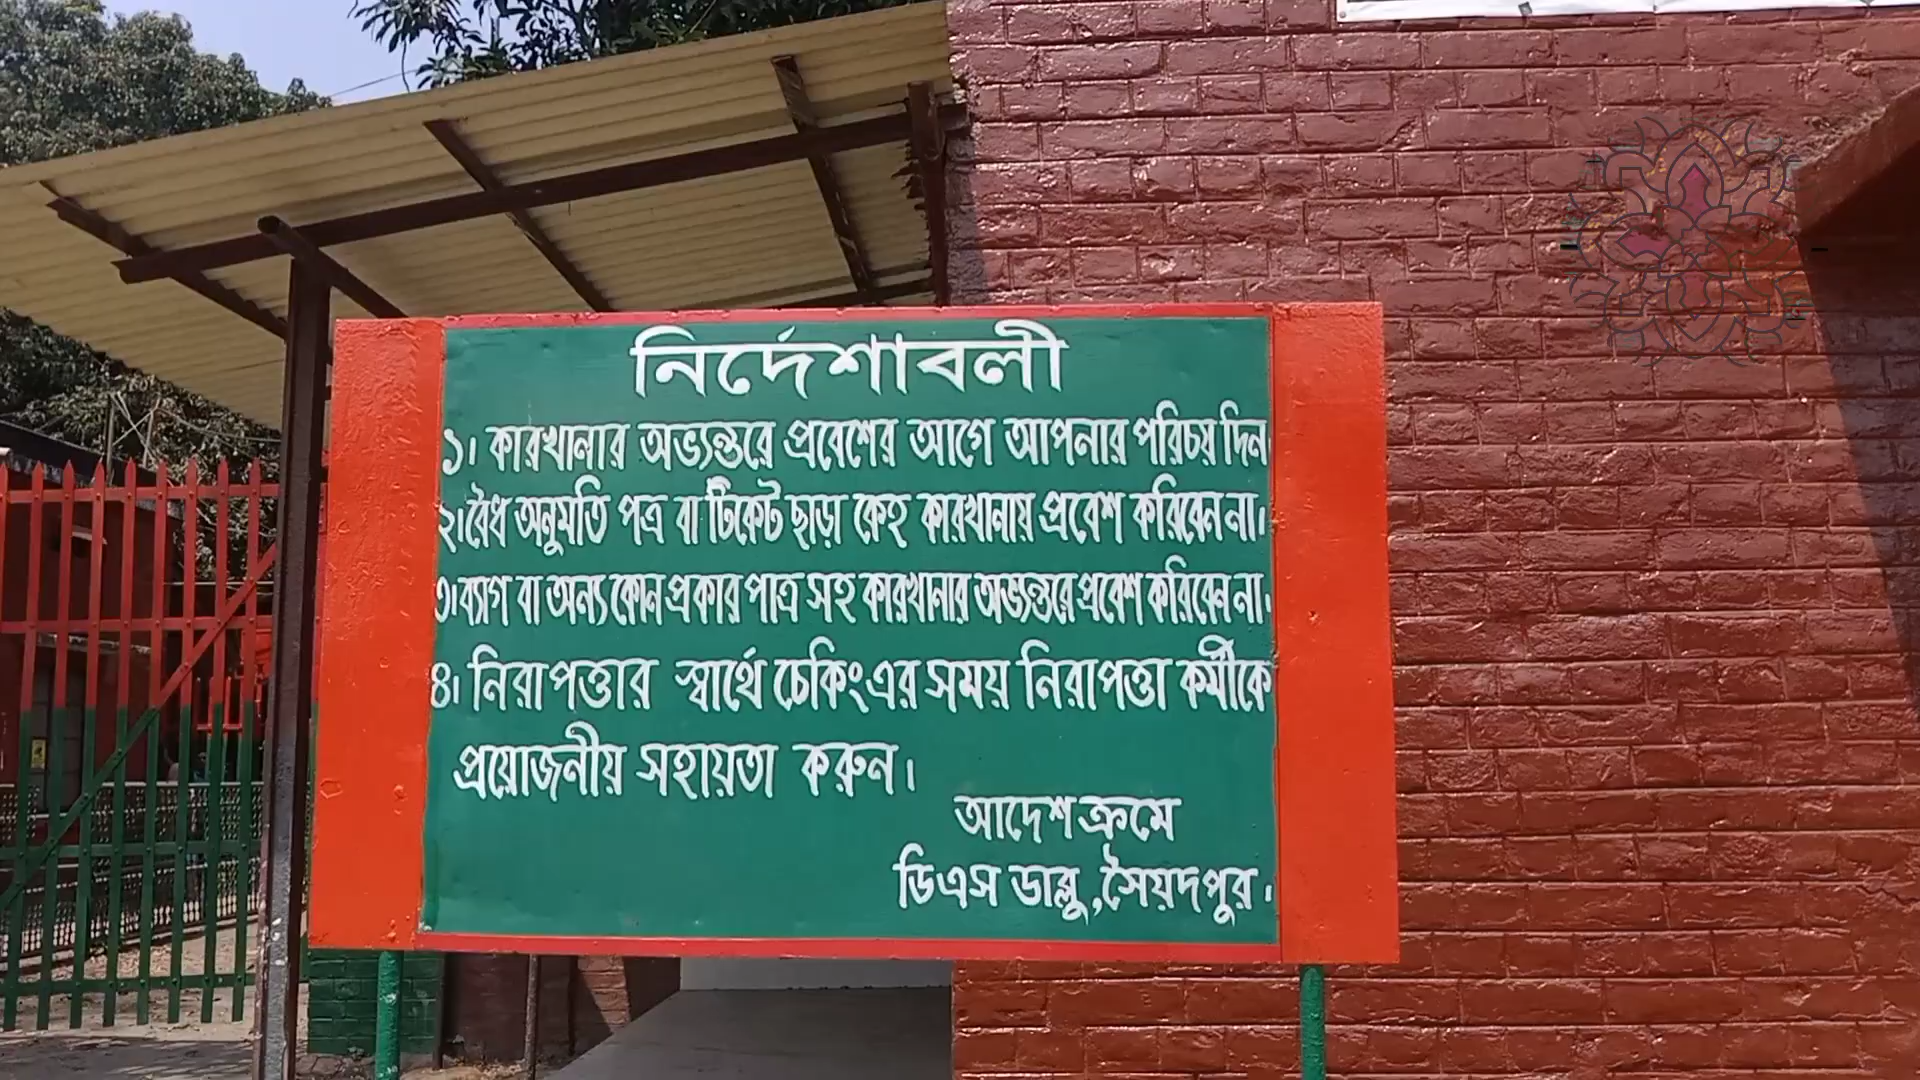 নির্দেশাবলী
১। কারখানার অভ্যন্তরে প্রবেশের আগে আপনার পরিচয় দিন।
২। বৈধ অনুমতি পত্র বা টিকেট ছাড়া কেহ কারখানায় প্রবেশ করিবেন না।
৩। ব্যাগ বা অন্য কোন প্রকার পাত্র সহ কারখানার অভ্যন্তরে প্রবেশ করিবেন না।
৪। নিরাপত্তার স্বার্থে চেকিং এর সময় নিরাপত্তা কর্মীকে
প্রয়োজনীয় সহায়তা করুন।
আদেশ ক্রমে
ডিএস ডাব্লু, সৈয়দপুর।